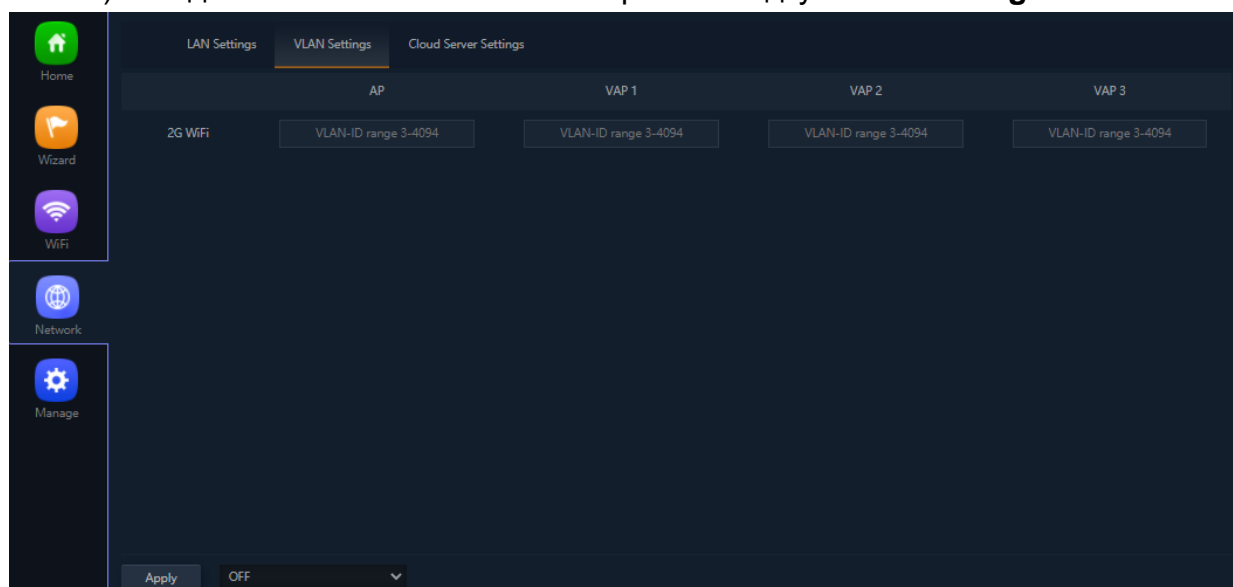 LAN Settings VLAN Settings Cloud Server Settings
Home
AP VAP 1 VAP 2 VAP 3
2G WiFi VLAN-ID range 3-4094 VLAN-ID range 3-4094 VLAN-ID range 3-4094 VLAN-ID range 3-4094
Wizard
WiFi
Network
Manage
Apply OFF